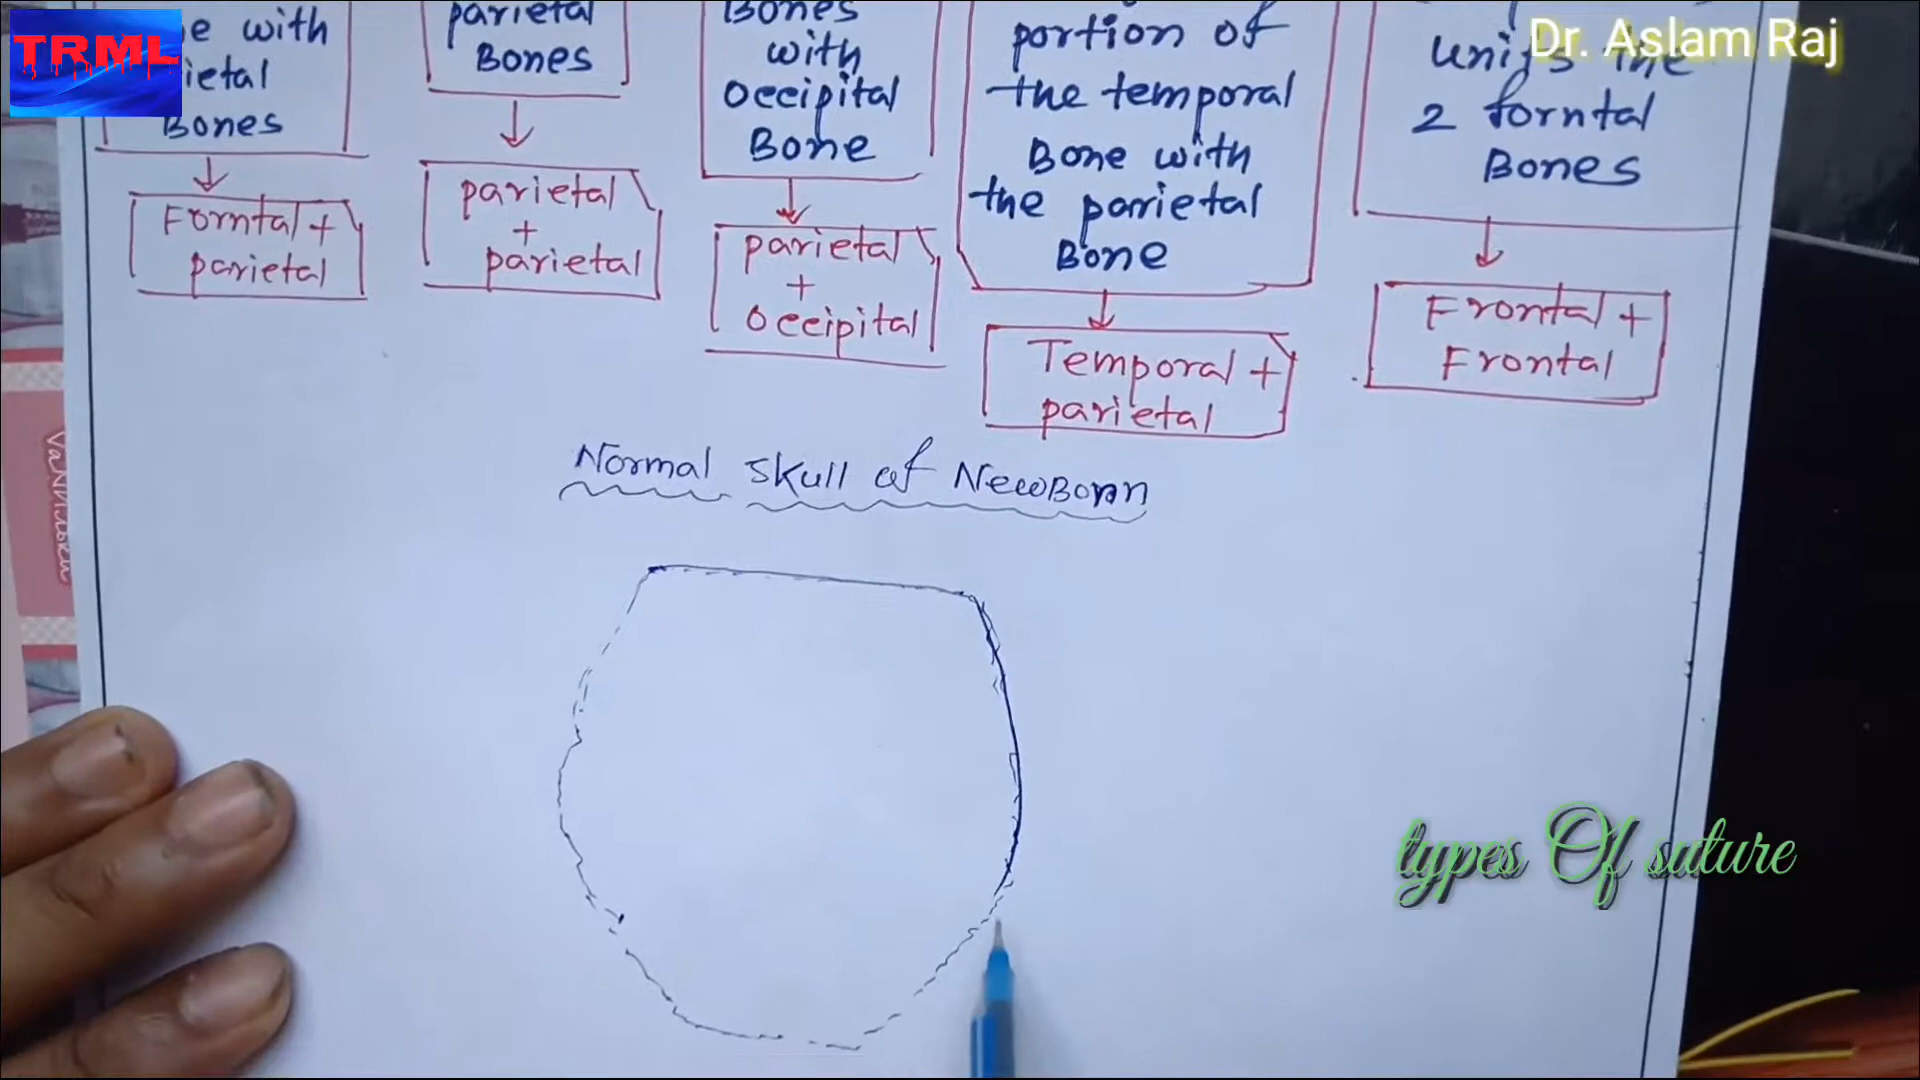 TRML
Dr. Aslam Raj
with
ietal
Bones
parietal
Bones
Bones
with
occipital
Bone
portion of
the temporal
Bone with
the parietal
Bone
the
2 forntal
Bones
Forntal +
parietal
parietal
+
parietal
parietal
+
occipital
Temporal +
parietal
Frontal +
Frontal
Normal skull of NewBorn
types Of suture